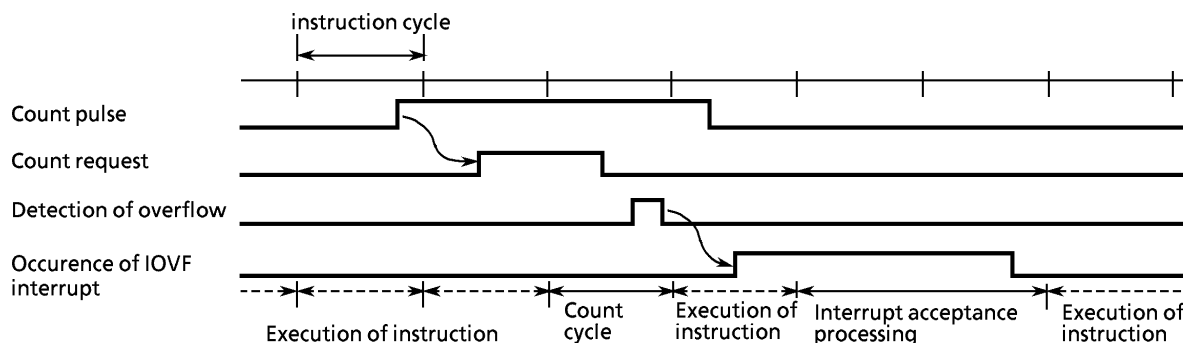 instruction cycle
Count pulse
Count request
Detection of overflow
Occurence of IOVF
interrupt
Execution of instruction
Count
cycle
Execution of
instruction
Interrupt acceptance
processing
Execution of
instruction